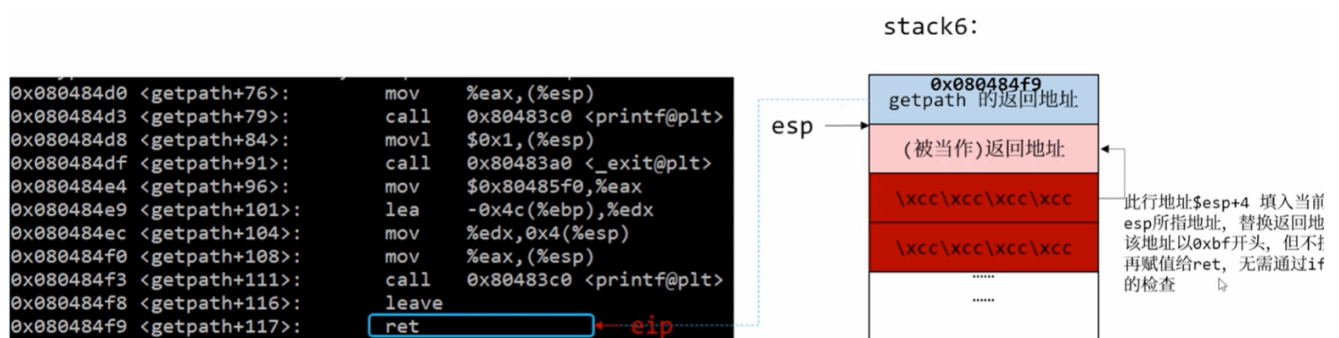 stack6:
0x080484d0 <getpath+76>: mov %eax,(%esp)
0x080484d3 <getpath+79>: call 0x80483c0 <printf@plt>
0x080484d8 <getpath+84>: movl $0x1,(%esp)
0x080484df <getpath+91>: call 0x80483a0 <_exit@plt>
0x080484e4 <getpath+96>: mov $0x80485f0,%eax
0x080484e9 <getpath+101>: lea -0x4c(%ebp),%edx
0x080484ec <getpath+104>: mov %edx,0x4(%esp)
0x080484f0 <getpath+108>: mov %eax,(%esp)
0x080484f3 <getpath+111>: call 0x80483c0 <printf@plt>
0x080484f8 <getpath+116>: leave
0x080484f9 <getpath+117>: ret
eip
esp
0x080484f9
getpath 的返回地址
(被当作)返回地址
\xcc\xcc\xcc\xcc
\xcc\xcc\xcc\xcc
……
……
此行地址$esp+4 填入当前
esp所指地址, 替换返回地
该地址以0xbf开头, 但不
再赋值给ret, 无需通过if
的检查